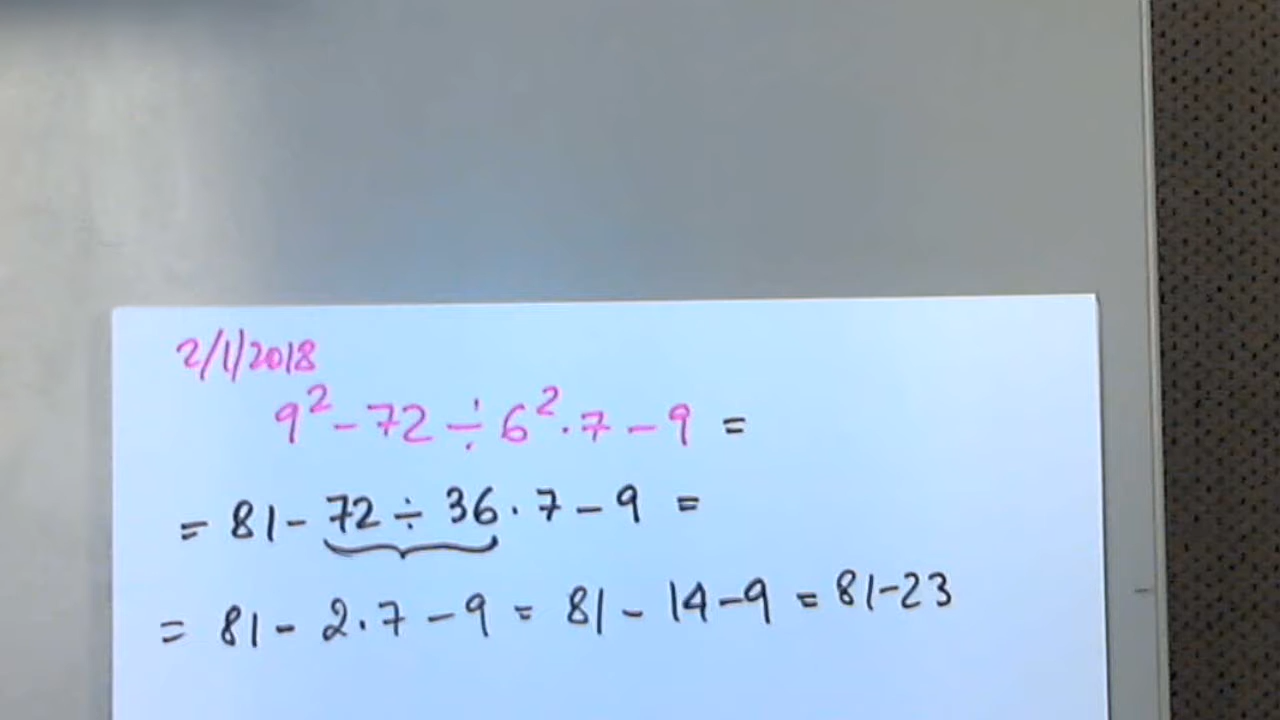 2/1/2018
9² - 72 ÷ 6² · 7 - 9 =
= 81 - 72 ÷ 36 · 7 - 9 =
= 81 - 2 · 7 - 9 = 81 - 14 - 9 = 81 - 23